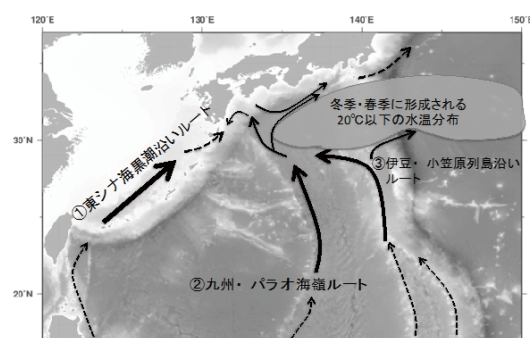 120°E
130°E
140°E
150°E
30°N
20°N
冬季・春季に形成される
20℃以下の水温分布
①東シナ海黒潮沿いルート
③伊豆・小笠原列島沿い
ルート
②九州・パラオ海嶺ルート